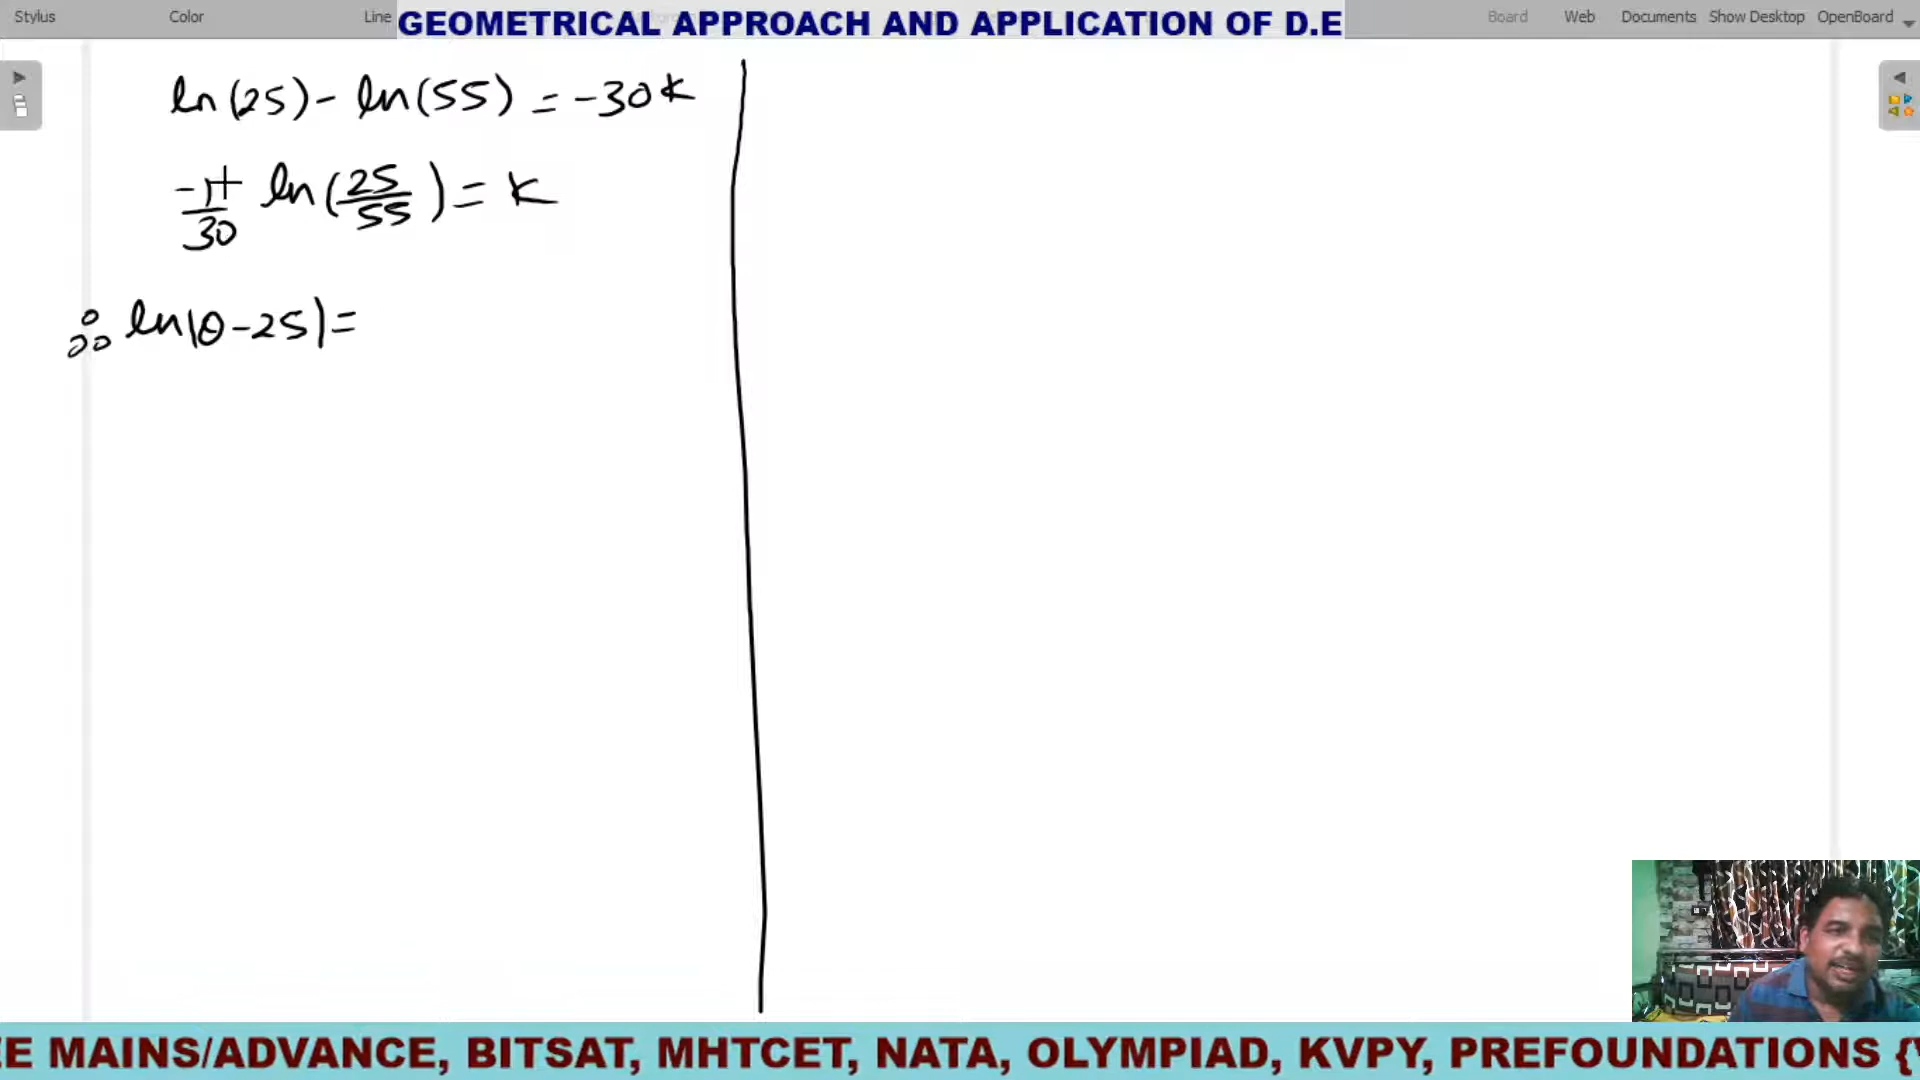 Stylus Color Line GEOMETRICAL APPROACH AND APPLICATION OF D.E Board Web Documents Show Desktop OpenBoard
ln(25) - ln(55) = -30K
-1/30 ln(25/55) = K
∴ ln|θ-25| =
EE MAINS/ADVANCE, BITSAT, MHTCET, NATA, OLYMPIAD, KVPY, PREFOUNDATIONS {